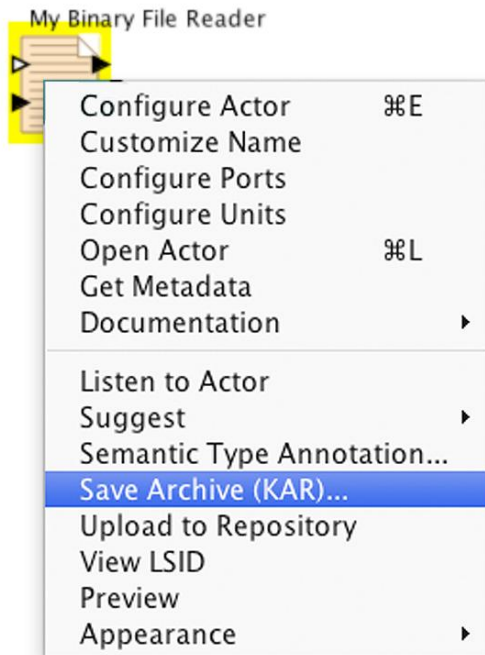 My Binary File Reader
Configure Actor ⌘E
Customize Name
Configure Ports
Configure Units
Open Actor ⌘L
Get Metadata
Documentation
Listen to Actor
Suggest
Semantic Type Annotation...
Save Archive (KAR)...
Upload to Repository
View LSID
Preview
Appearance